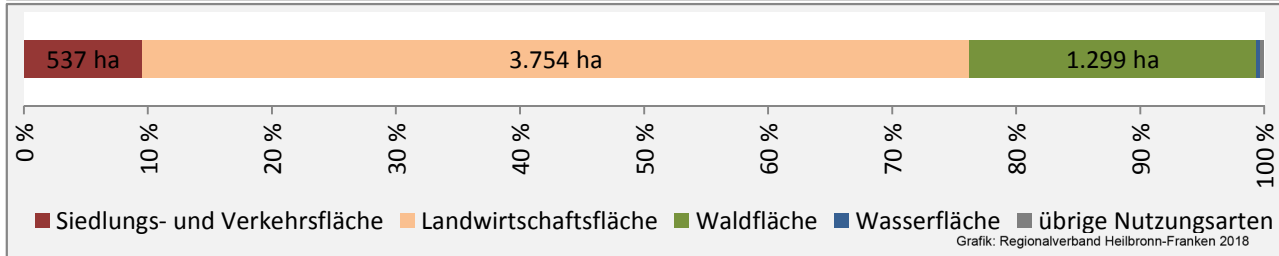 537 ha 3.754 ha 1.299 ha
0 % 10 % 20 % 30 % 40 % 50 % 60 % 70 % 80 % 90 % 100 %
Siedlungs- und Verkehrsfläche Landwirtschaftsfläche Waldfläche Wasserfläche übrige Nutzungsarten
Grafik: Regionalverband Heilbronn-Franken 2018